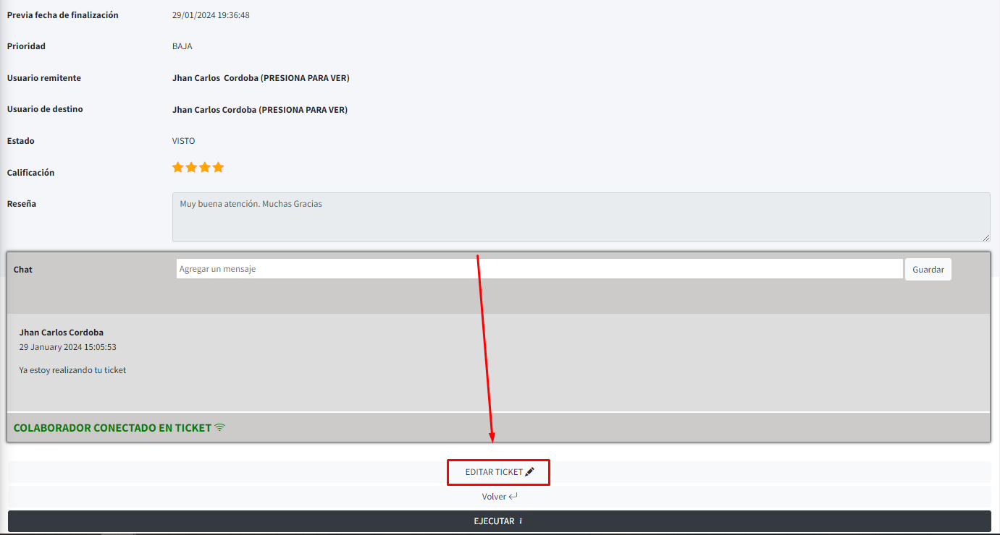 Previa fecha de finalización 29/01/2024 19:36:48
Prioridad BAJA
Usuario remitente Jhan Carlos Cordoba (PRESIONA PARA VER)
Usuario de destino Jhan Carlos Cordoba (PRESIONA PARA VER)
Estado VISTO
Calificación
Reseña Muy buena atención. Muchas Gracias
Chat Agregar un mensaje Guardar
Jhan Carlos Cordoba
29 January 2024 15:05:53
Ya estoy realizando tu ticket
COLABORADOR CONECTADO EN TICKET
EDITAR TICKET
Volver
EJECUTAR i